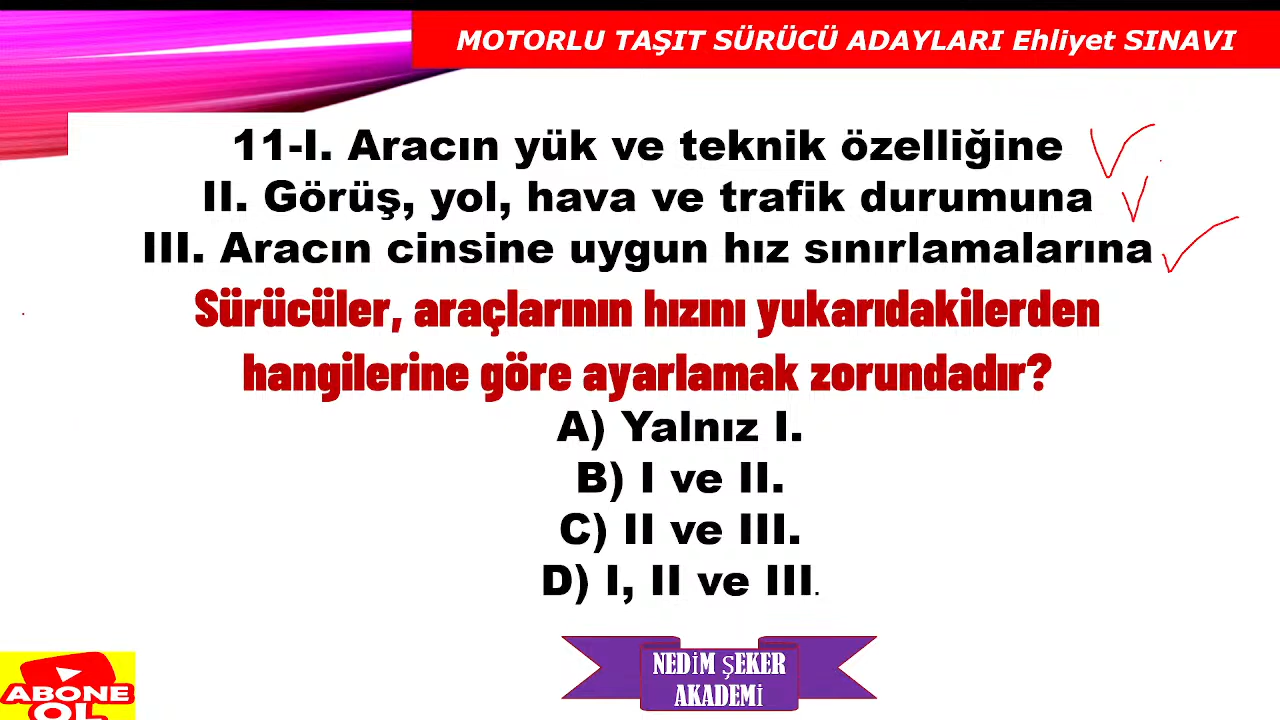 MOTORLU TAŞIT SÜRÜCÜ ADAYLARI Ehliyet SINAVI
11-I. Aracın yük ve teknik özelliğine
II. Görüş, yol, hava ve trafik durumuna
III. Aracın cinsine uygun hız sınırlamalarına
Sürücüler, araçlarının hızını yukarıdakilerden
hangilerine göre ayarlamak zorundadır?
A) Yalnız I.
B) I ve II.
C) II ve III.
D) I, II ve III.
NEDİM ŞEKER
AKADEMİ
ABONE
OL